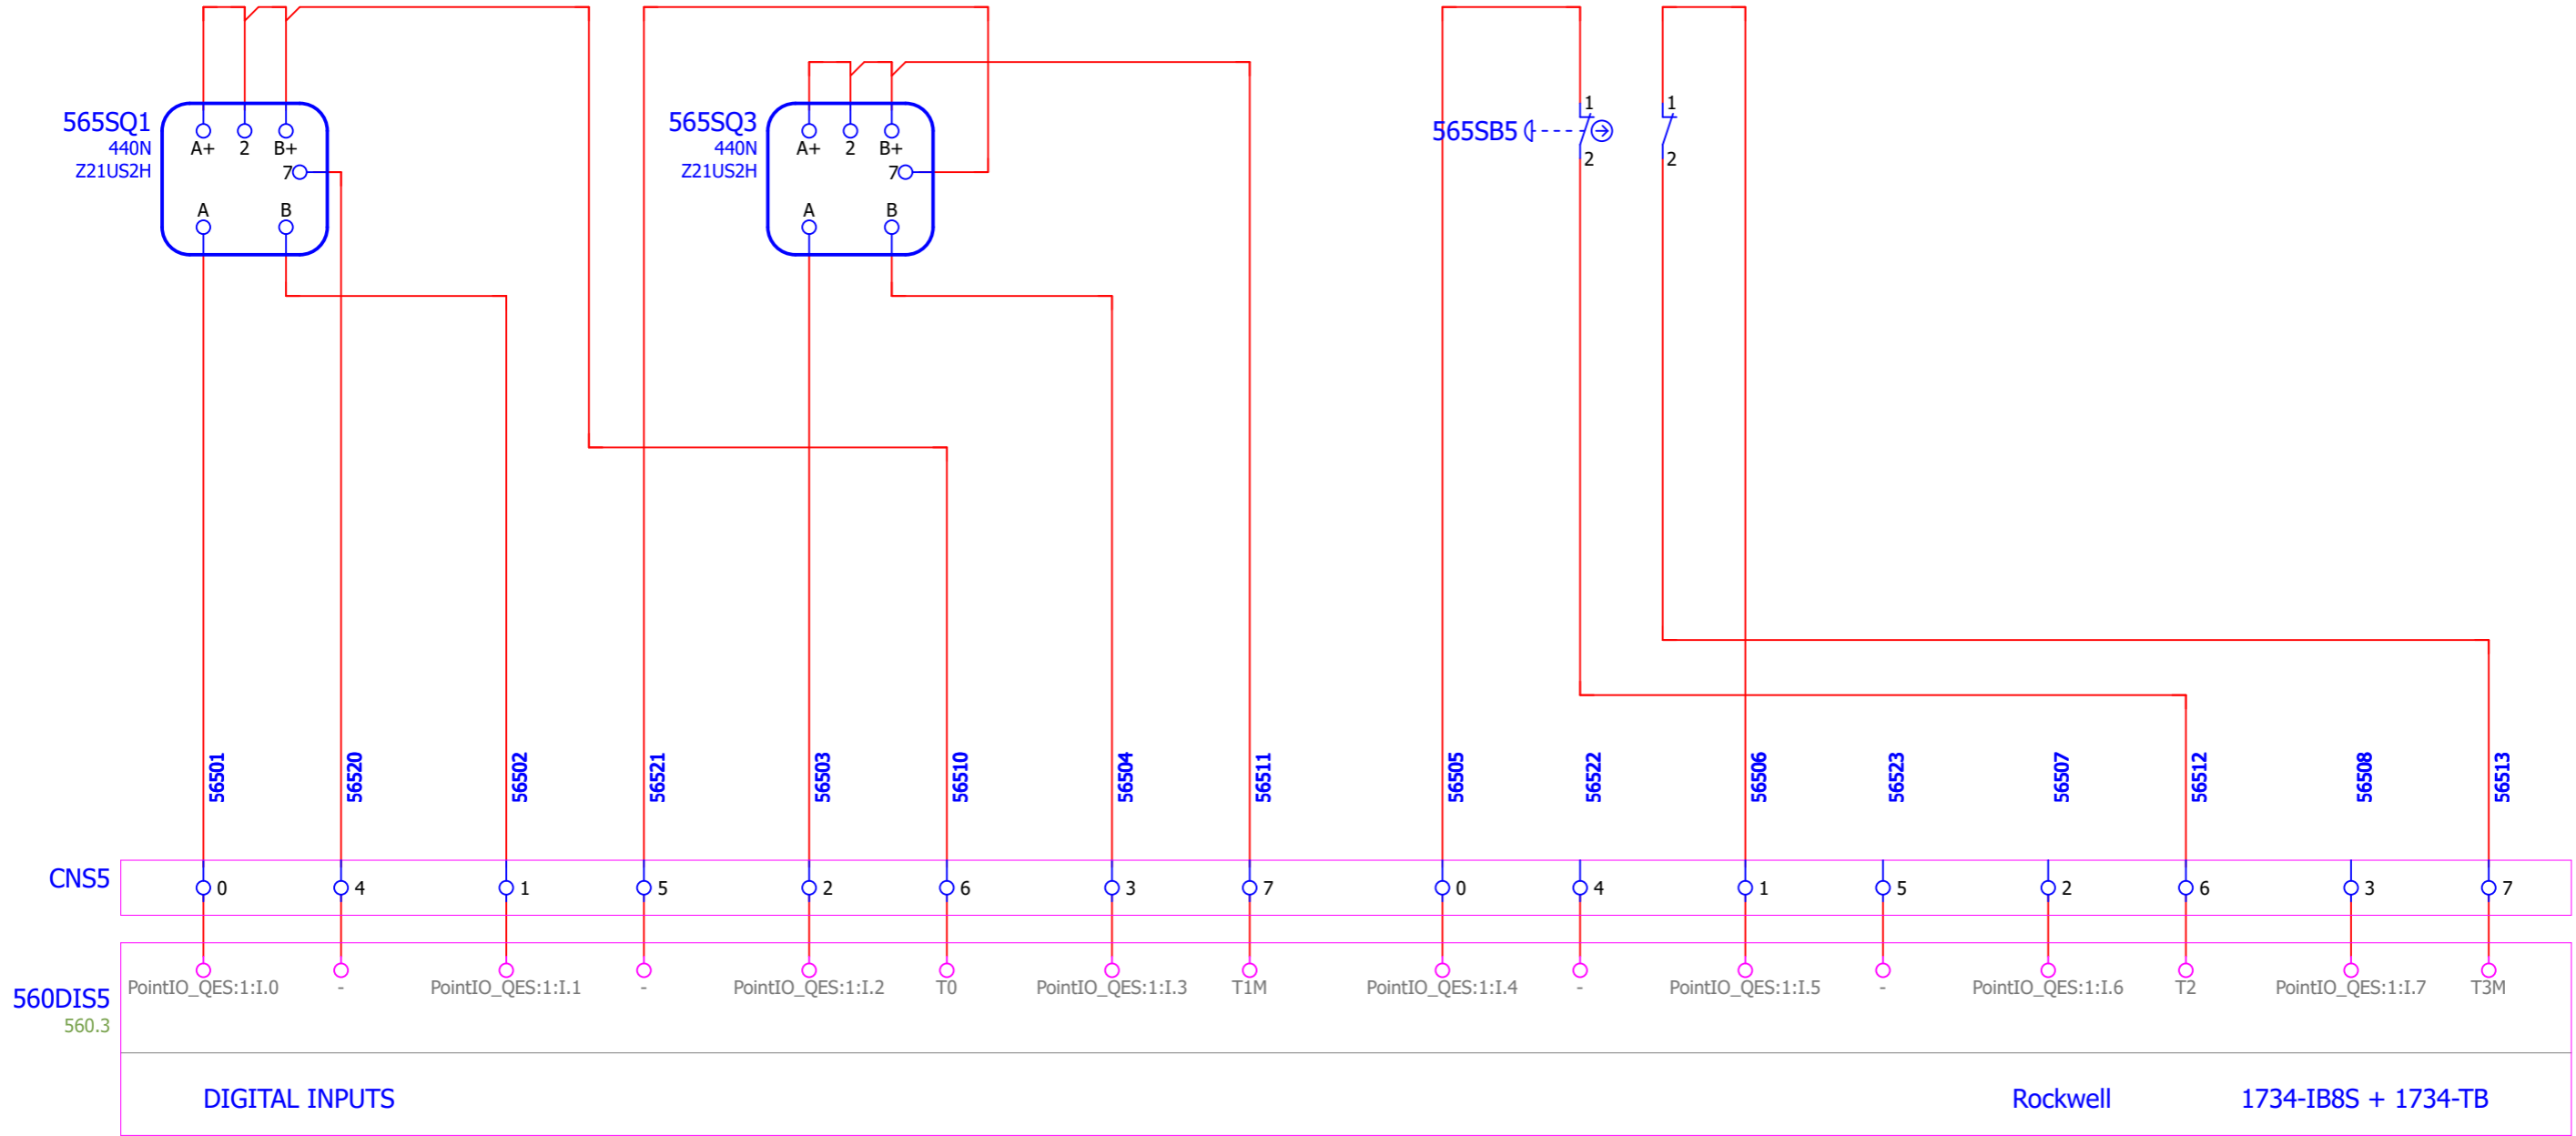 565SQ1
440N
Z21US2H
A+ 2 B+
7
A B
565SQ3
440N
Z21US2H
A+ 2 B+
7
A B
565SB5
1
2
1
2
56501 56520 56502 56521 56503 56510 56504 56511 56505 56522 56506 56523 56507 56512 56508 56513
CNS5 0 4 1 5 2 6 3 7 0 4 1 5 2 6 3 7
560DIS5
560.3
PointIO_QES:1:I.0 - PointIO_QES:1:I.1 - PointIO_QES:1:I.2 T0 PointIO_QES:1:I.3 T1M PointIO_QES:1:I.4 - PointIO_QES:1:I.5 - PointIO_QES:1:I.6 T2 PointIO_QES:1:I.7 T3M
DIGITAL INPUTS Rockwell 1734-IB8S + 1734-TB